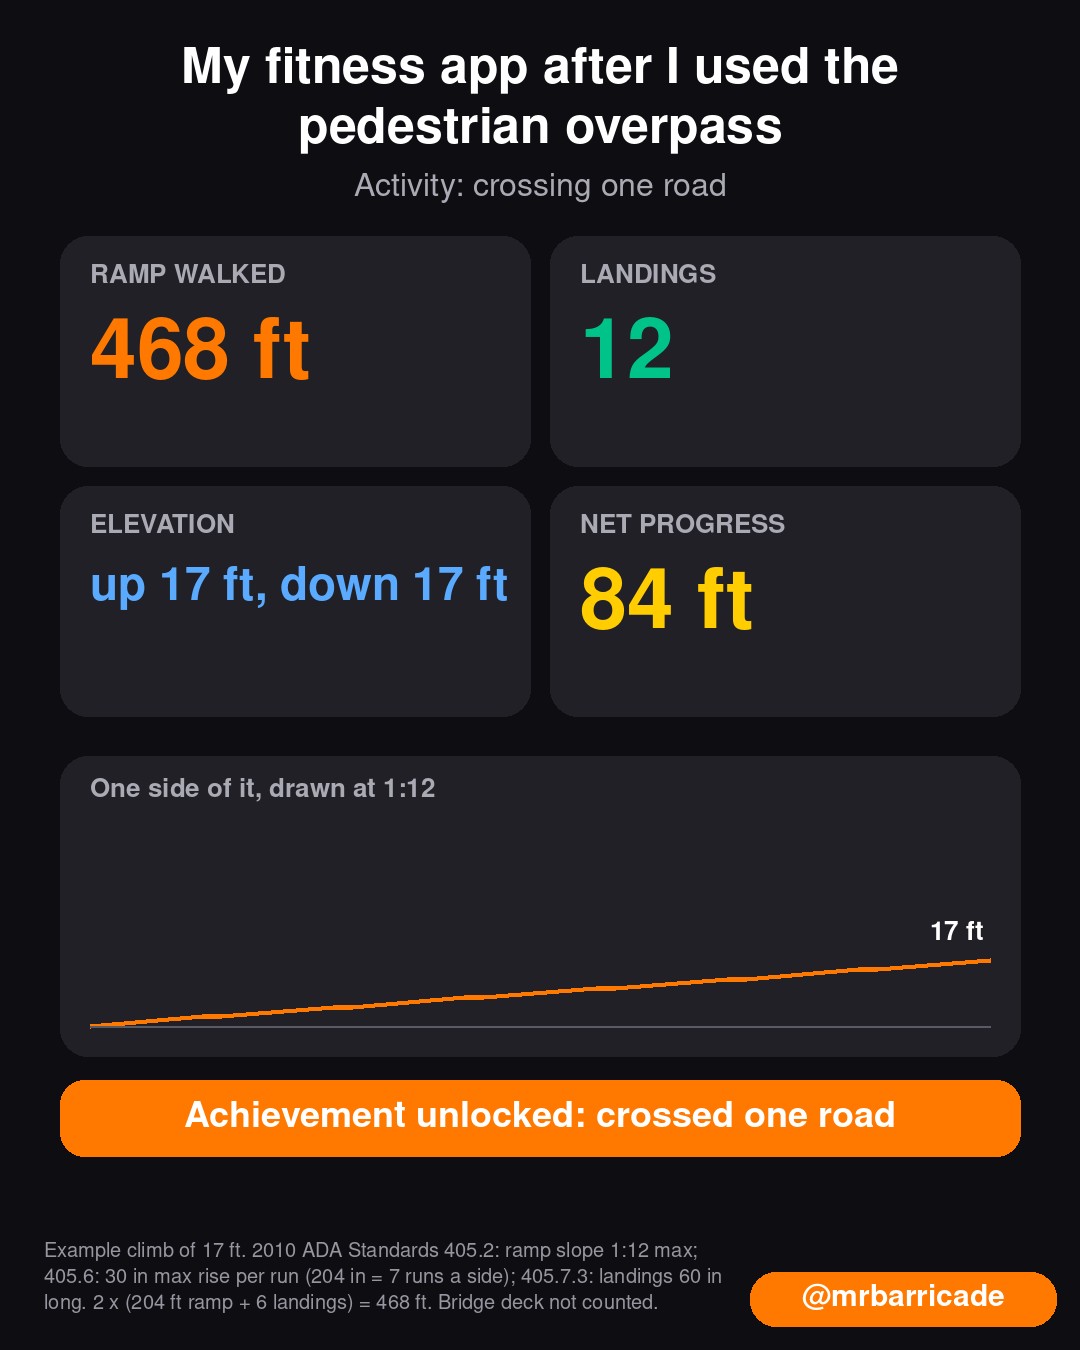 My fitness app after I used the
pedestrian overpass
Activity: crossing one road
RAMP WALKED
468 ft
LANDINGS
12
ELEVATION
up 17 ft, down 17 ft
NET PROGRESS
84 ft
One side of it, drawn at 1:12
17 ft
Achievement unlocked: crossed one road
Example climb of 17 ft. 2010 ADA Standards 405.2: ramp slope 1:12 max;
405.6: 30 in max rise per run (204 in = 7 runs a side); 405.7.3: landings 60 in
long. 2 x (204 ft ramp + 6 landings) = 468 ft. Bridge deck not counted.
@mrbarricade